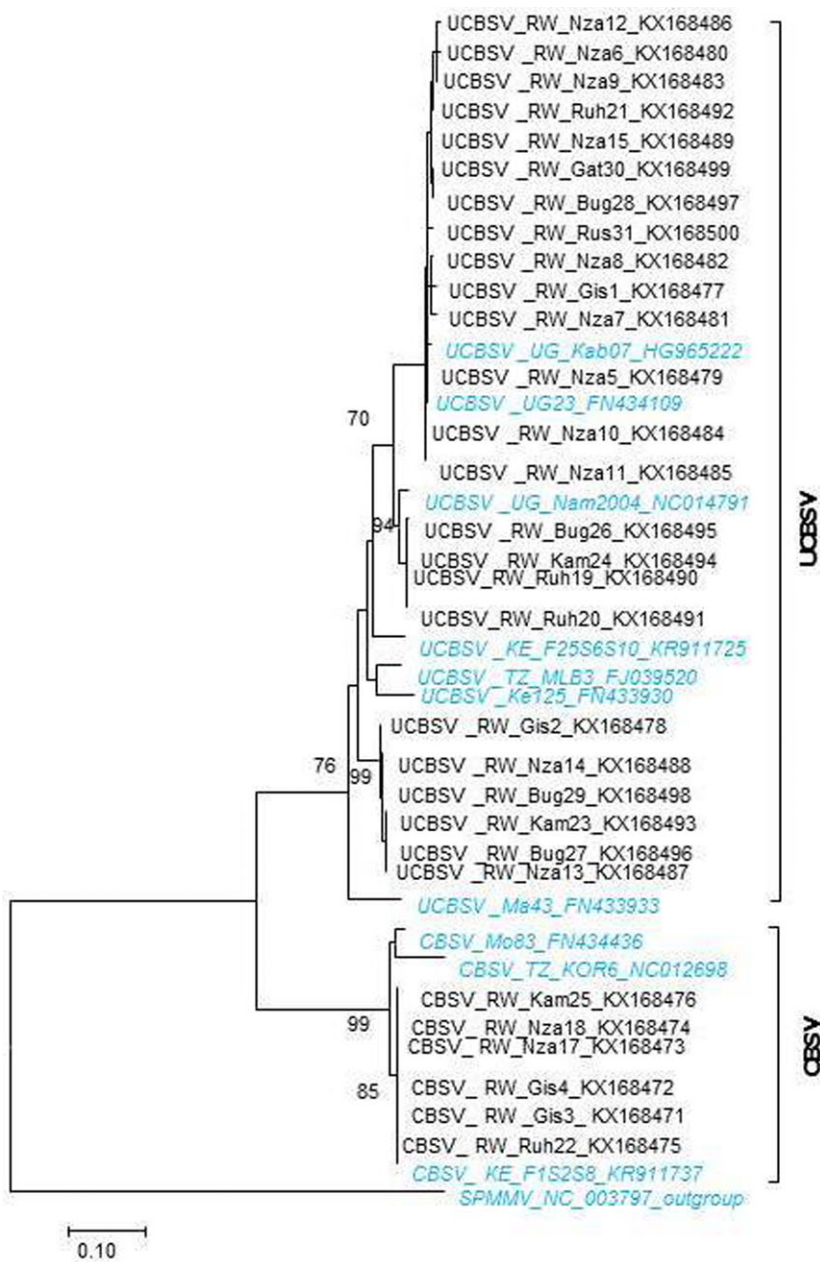 UCBSV_RW_Nza12_KX168486
UCBSV _RW_Nza6_KX168480
UCBSV _RW_Nza9_KX168483
UCBSV _RW_Ruh21_KX168492
UCBSV _RW_Nza15_KX168489
UCBSV _RW_Gat30_KX168499
UCBSV _RW_Bug28_KX168497
UCBSV _RW_Rus31_KX168500
UCBSV _RW_Nza8_KX168482
UCBSV _RW_Gis1_KX168477
UCBSV _RW_Nza7_KX168481
UCBSV _UG_Kab07_HG965222
UCBSV _RW_Nza5_KX168479
UCBSV _UG23_FN434109
70
UCBSV _RW_Nza10_KX168484
UCBSV _RW_Nza11_KX168485
UCBSV _UG_Nam2004_NC014791
94
UCBSV _RW_Bug26_KX168495
UCBSV
UCBSV _RW_Kam24_KX168494
UCBSV_RW_Ruh19_KX168490
UCBSV_RW_Ruh20_KX168491
UCBSV _KE_F25S6S10_KR911725
UCBSV _TZ_MLB3_FJ039520
UCBSV _Ke125_FN433930
UCBSV _RW_Gis2_KX168478
76
99
UCBSV _RW_Nza14_KX168488
UCBSV _RW_Bug29_KX168498
UCBSV _RW_Kam23_KX168493
UCBSV _RW_Bug27_KX168496
UCBSV _RW_Nza13_KX168487
UCBSV _Ma43_FN433933
CBSV_Mo83_FN434436
CBSV_TZ_KOR6_NC012698
CBSV_RW_Kam25_KX168476
99
CBSV_ RW_Nza18_KX168474
CBSV
CBSV_ RW_Nza17_KX168473
85
CBSV_ RW_Gis4_KX168472
CBSV_ RW _Gis3_ KX168471
CBSV_ RW_Ruh22_KX168475
CBSV_ KE_F1S2S8_KR911737
SPMMV_NC_003797_outgroup
0.10